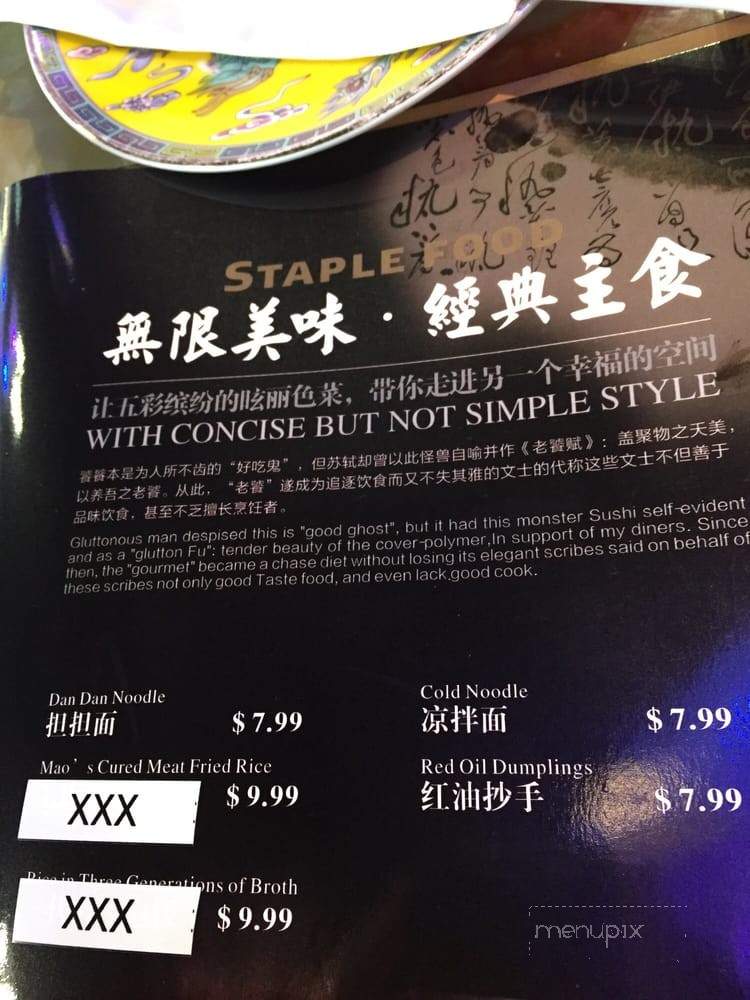 STAPLE FOOD
無限美味·經典主食
让五彩缤纷的眩丽色菜，带你走进另一个幸福的空间
WITH CONCISE BUT NOT SIMPLE STYLE
饕餮本是为人所不齿的“好吃鬼”，但苏轼却曾以此怪兽自喻并作《老饕赋》：盖聚物之夭美，
以养吾之老饕。从此，“老饕”遂成为追逐饮食而又不失其雅的文士的代称这些文士不但善于
品味饮食，甚至不乏擅长烹饪者。
Gluttonous man despised this is "good ghost", but it had this monster Sushi self-evident
and as a "glutton Fu": tender beauty of the cover-polymer,In support of my diners. Since
then, the "gourmet" became a chase diet without losing its elegant scribes said on behalf of
these scribes not only good Taste food, and even lack,good cook.
Dan Dan Noodle
担担面 $ 7.99
Cold Noodle
凉拌面 $ 7.99
Mao's Cured Meat Fried Rice
XXX $ 9.99
Red Oil Dumplings
红油抄手 $ 7.99
Rice in Three Generations of Broth
XXX $ 9.99
menupix